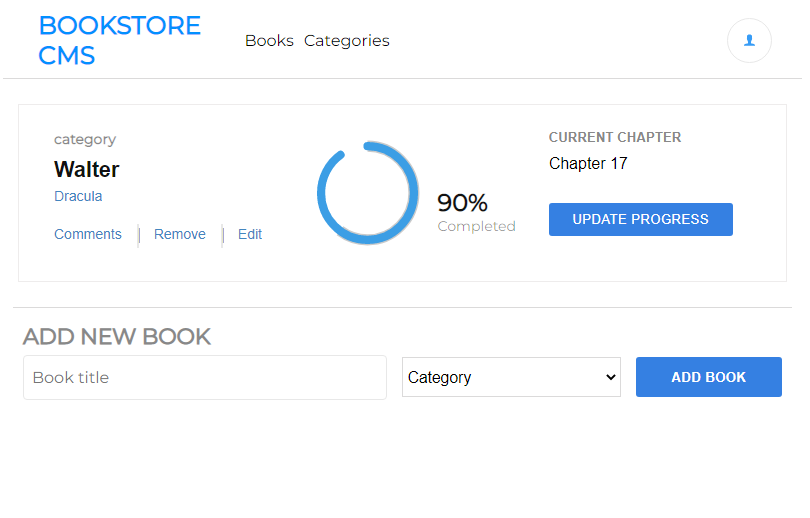 BOOKSTORE
CMS
Books Categories
category
Walter
Dracula
Comments Remove Edit
90%
Completed
CURRENT CHAPTER
Chapter 17
UPDATE PROGRESS
ADD NEW BOOK
Book title
Category
ADD BOOK